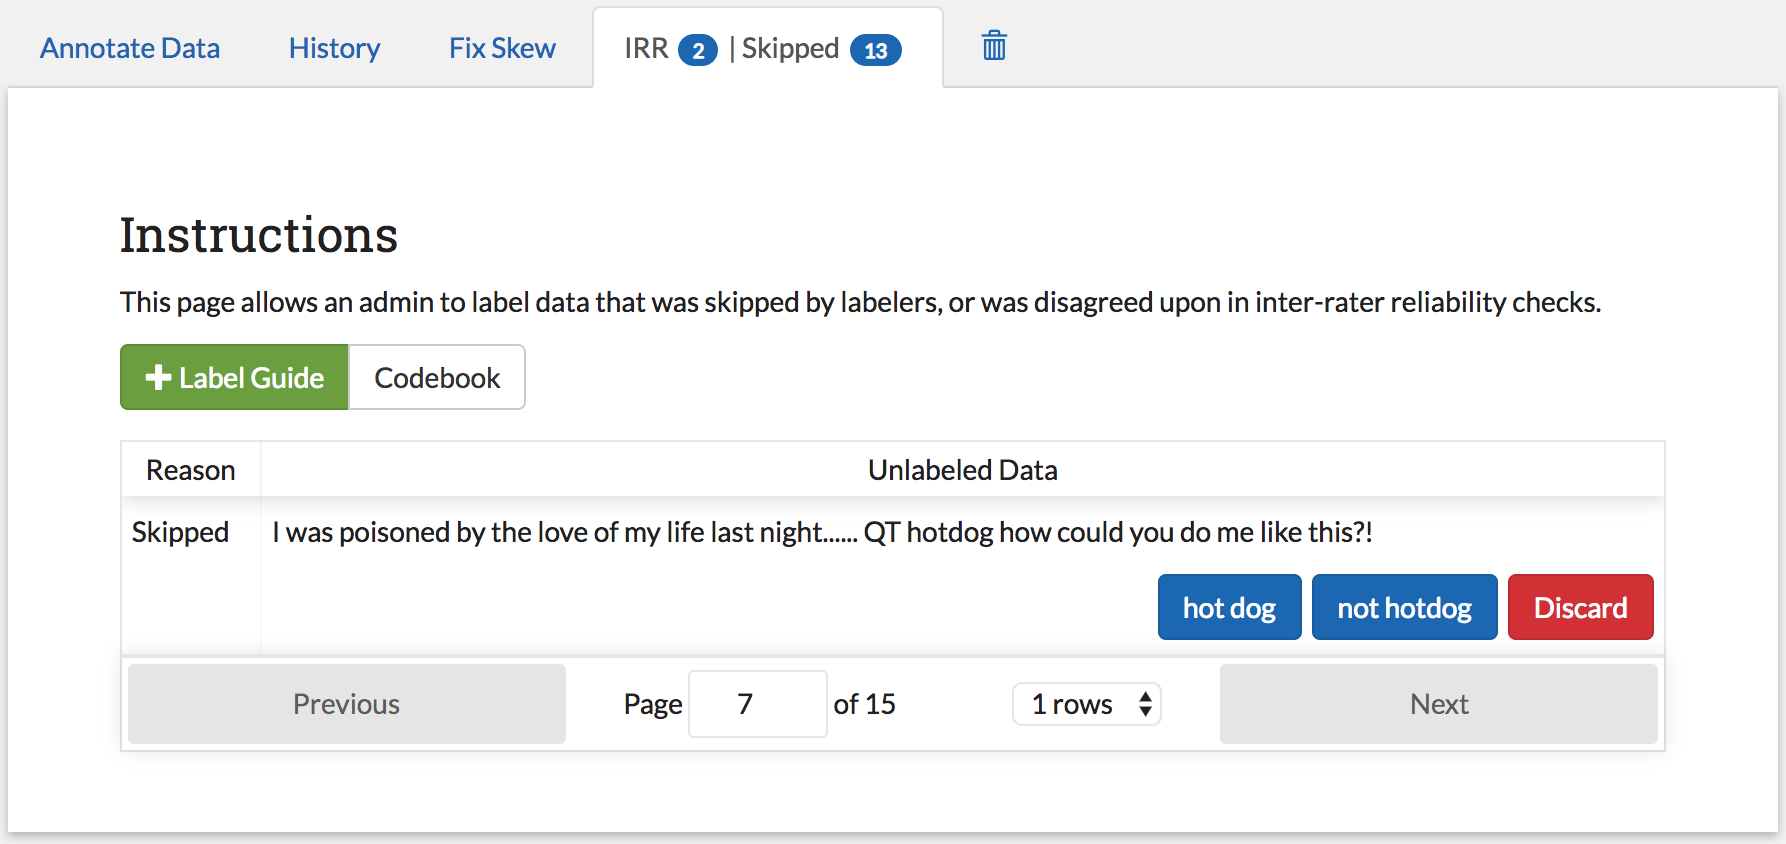 Annotate Data History Fix Skew IRR 2 | Skipped 13
Instructions
This page allows an admin to label data that was skipped by labelers, or was disagreed upon in inter-rater reliability checks.
Label Guide Codebook
Reason Unlabeled Data
Skipped I was poisoned by the love of my life last night...... QT hotdog how could you do me like this?!
hot dog not hotdog Discard
Previous Page 7 of 15 1 rows Next